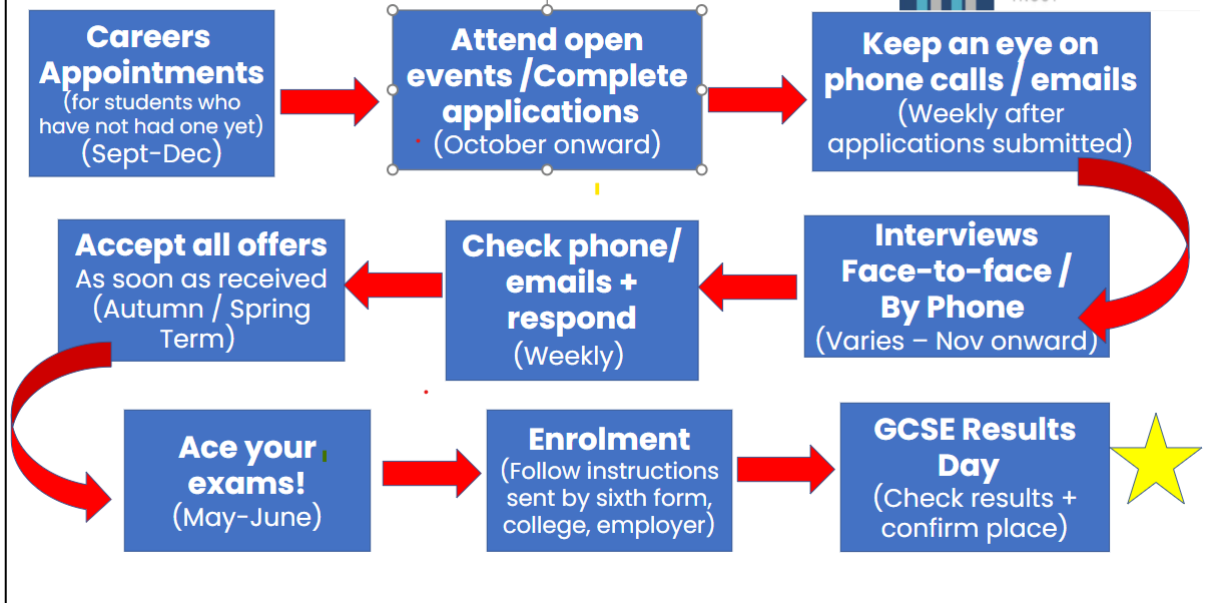 Careers
Appointments
(for students who
have not had one yet)
(Sept-Dec)
Attend open
events /Complete
applications
(October onward)
Keep an eye on
phone calls / emails
(Weekly after
applications submitted)
Interviews
Face-to-face /
By Phone
(Varies – Nov onward)
Check phone/
emails +
respond
(Weekly)
Accept all offers
As soon as received
(Autumn / Spring
Term)
Ace your
exams!
(May-June)
Enrolment
(Follow instructions
sent by sixth form,
college, employer)
GCSE Results
Day
(Check results +
confirm place)